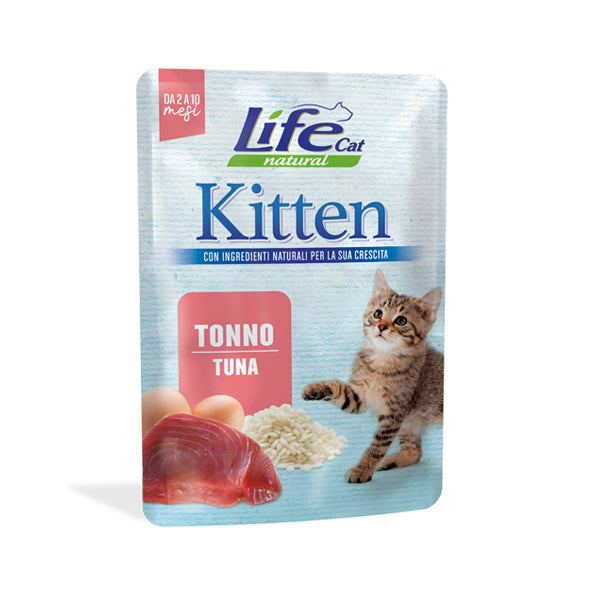 DA 2 A 10
mesi
Life
Cat
natural
Kitten
CON INGREDIENTI NATURALI PER LA SUA CRESCITA
TONNO
TUNA